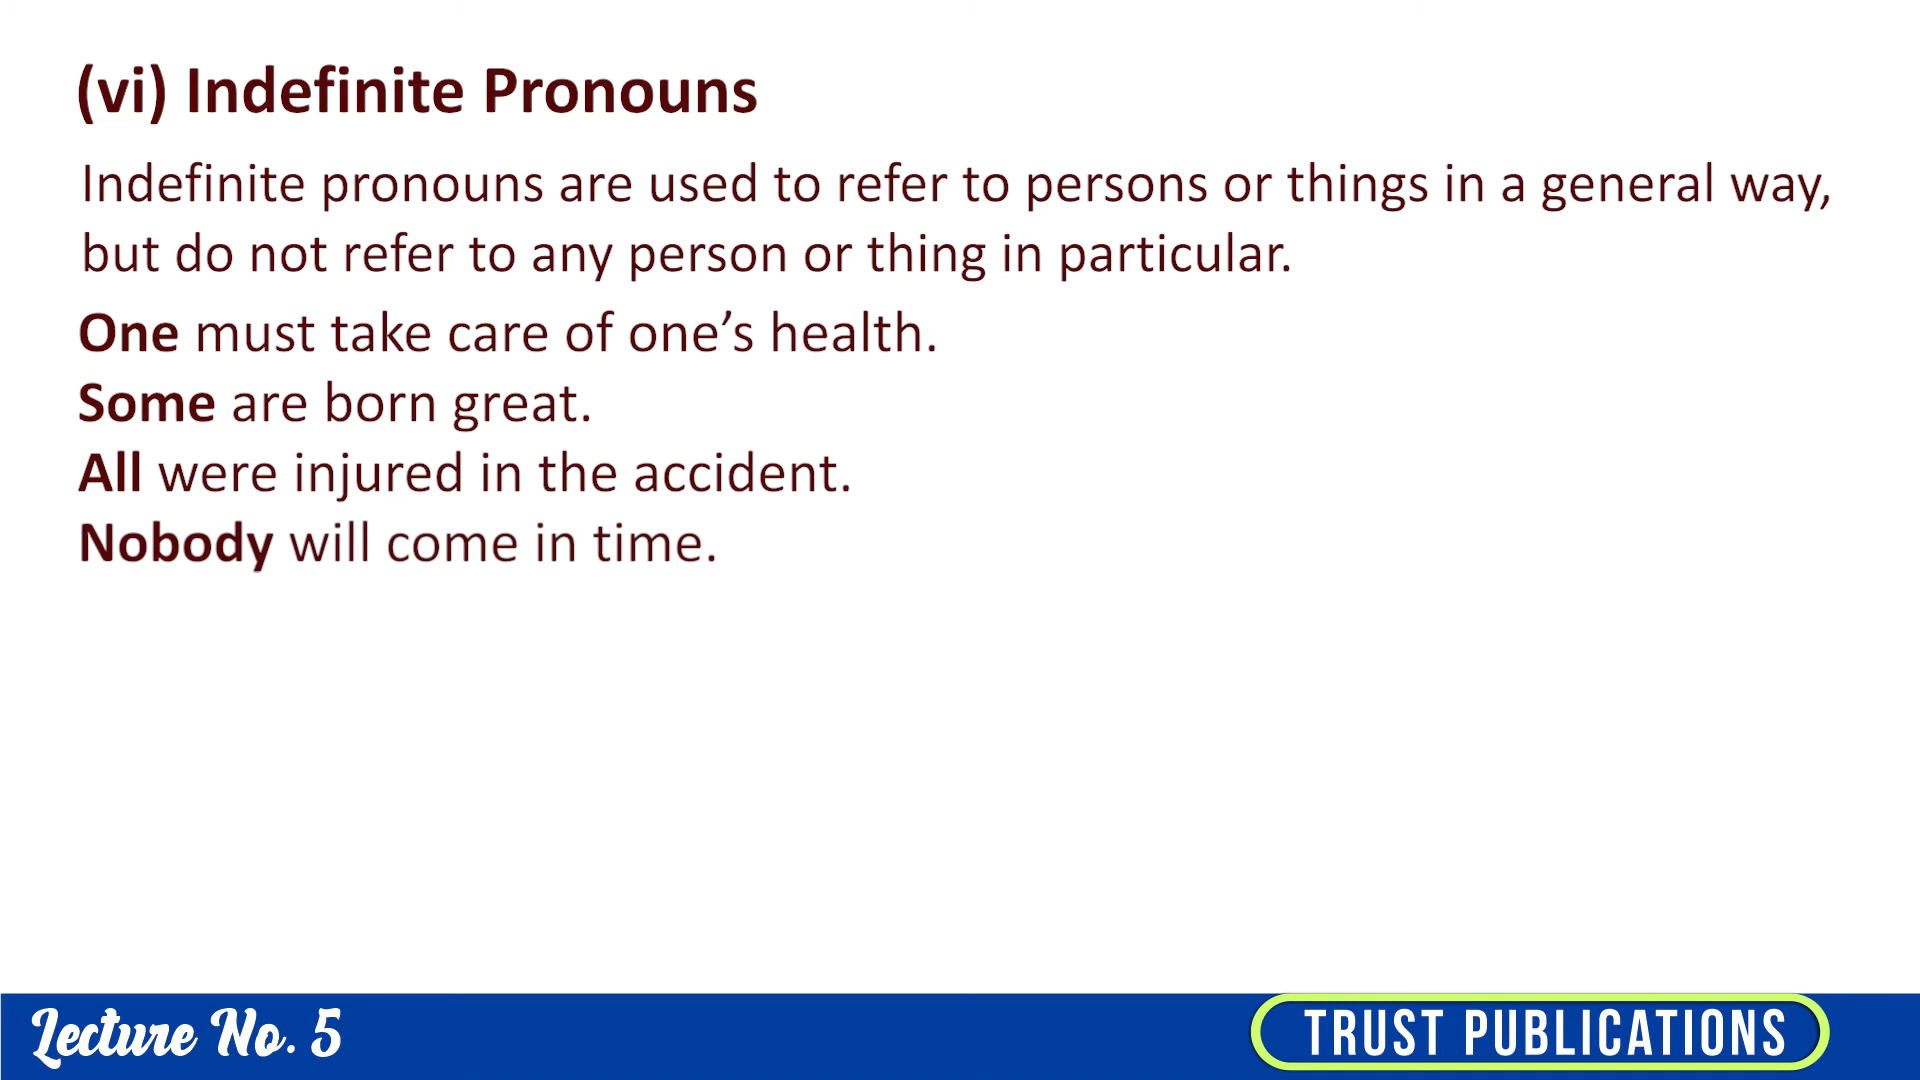 (vi) Indefinite Pronouns
Indefinite pronouns are used to refer to persons or things in a general way,
but do not refer to any person or thing in particular.
One must take care of one’s health.
Some are born great.
All were injured in the accident.
Nobody will come in time.
Lecture No. 5
TRUST PUBLICATIONS